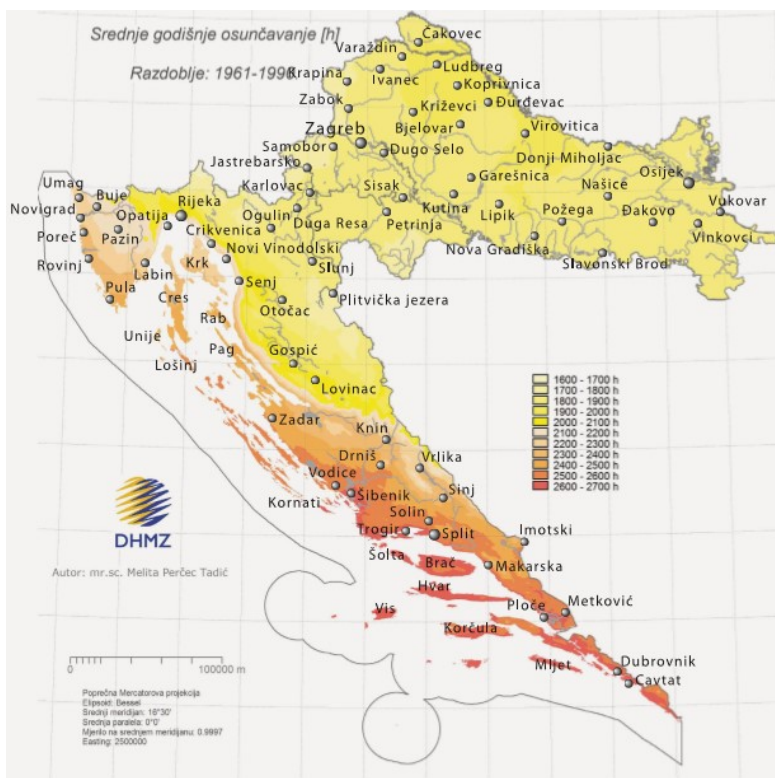 Srednje godišnje osunčavanje [h]
Razdoblje: 1961-1990
Čakovec
Varaždin
Ludbreg
Ivanec
Krapina
Koprivnica
Zabok
Đurđevac
Križevci
Bjelovar
Virovitica
Zagreb
Samobor
Dugo Selo
Donji Miholjac
Jastrebarsko
Osijek
Garešnica
Karlovac
Sisak
Našice
Umag
Buje
Rijeka
Kutina
Vukovar
Novigrad
Opatija
Ogulin
Duga Resa
Petrinja
Lipik
Požega
Đakovo
Poreč
Pazin
Crikvenica
Nova Gradiška
Vinkovci
Rovinj
Labin
Krk
Novi Vinodolski
Slunj
Slavonski Brod
Pula
Cres
Senj
Plitvička jezera
Otočac
Rab
Unije
Pag
Gospić
Lošinj
Lovinac
1600 - 1700 h
1700 - 1800 h
1800 - 1900 h
1900 - 2000 h
2000 - 2100 h
2100 - 2200 h
2200 - 2300 h
2300 - 2400 h
2400 - 2500 h
2500 - 2600 h
2600 - 2700 h
Zadar
Knin
Drniš
Vrlika
Vodice
Kornati
Šibenik
Sinj
Solin
Trogir
Split
Imotski
DHMZ
Šolta
Brač
Makarska
Autor: mr.sc. Melita Perčec Tadić
Hvar
Vis
Ploče
Metković
Korčula
Mljet
Dubrovnik
Cavtat
0 100000 m
Poprečna Mercatorova projekcija
Elipsoid: Bessel
Srednji meridijan: 16°30'
Srednja paralela: 0°0'
Mjerilo na srednjem meridijanu: 0.9997
Easting: 2500000